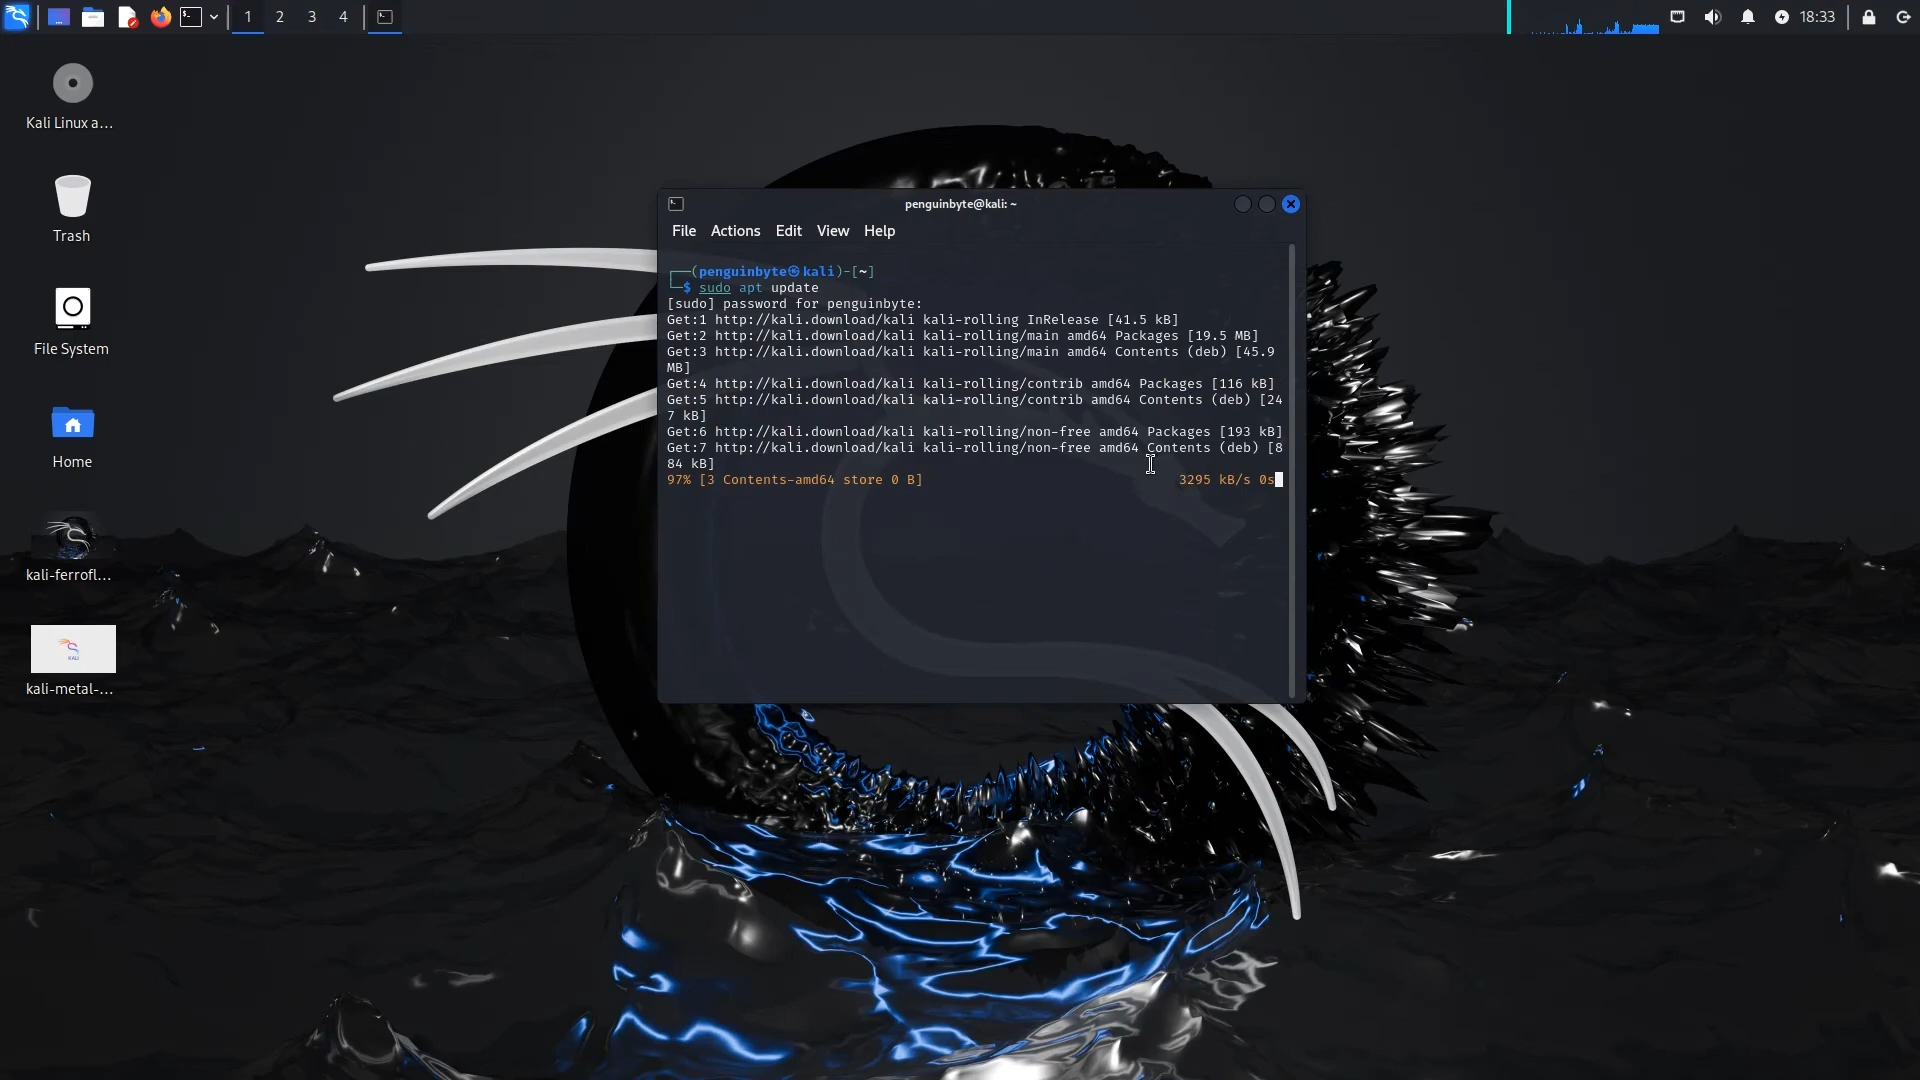 1 2 3 4
18:33
Kali Linux a...
Trash
File System
Home
kali-ferrofl...
KALI
kali-metal-...
penguinbyte@kali: ~
File Actions Edit View Help
┌──(penguinbyte㉿kali)-[~]
└─$ sudo apt update
[sudo] password for penguinbyte:
Get:1 http://kali.download/kali kali-rolling InRelease [41.5 kB]
Get:2 http://kali.download/kali kali-rolling/main amd64 Packages [19.5 MB]
Get:3 http://kali.download/kali kali-rolling/main amd64 Contents (deb) [45.9
MB]
Get:4 http://kali.download/kali kali-rolling/contrib amd64 Packages [116 kB]
Get:5 http://kali.download/kali kali-rolling/contrib amd64 Contents (deb) [24
7 kB]
Get:6 http://kali.download/kali kali-rolling/non-free amd64 Packages [193 kB]
Get:7 http://kali.download/kali kali-rolling/non-free amd64 Contents (deb) [8
84 kB]
97% [3 Contents-amd64 store 0 B] 3295 kB/s 0s